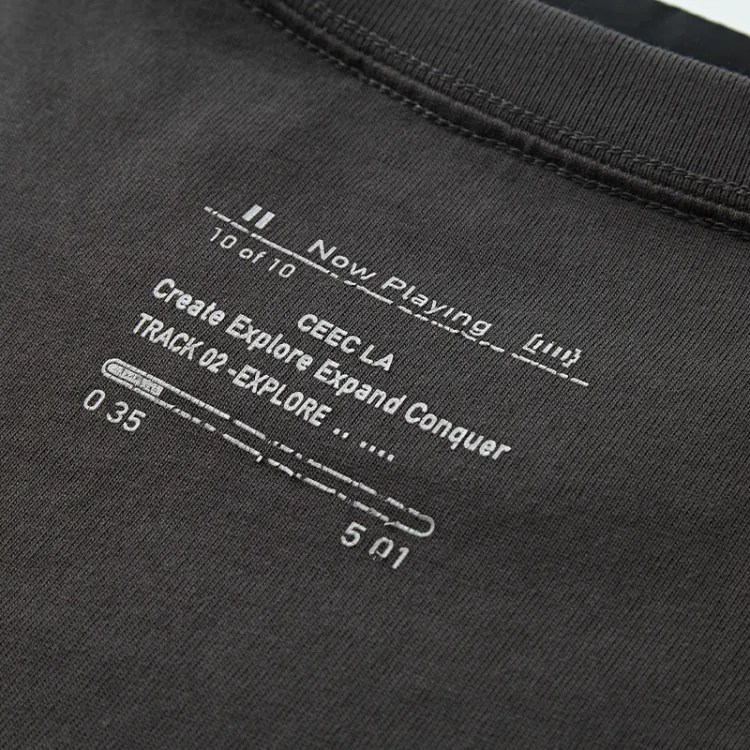 Now Playing
10 of 10
CEEC LA
Create Explore Expand Conquer
TRACK 02 -EXPLORE .. ....
0 35
5 01